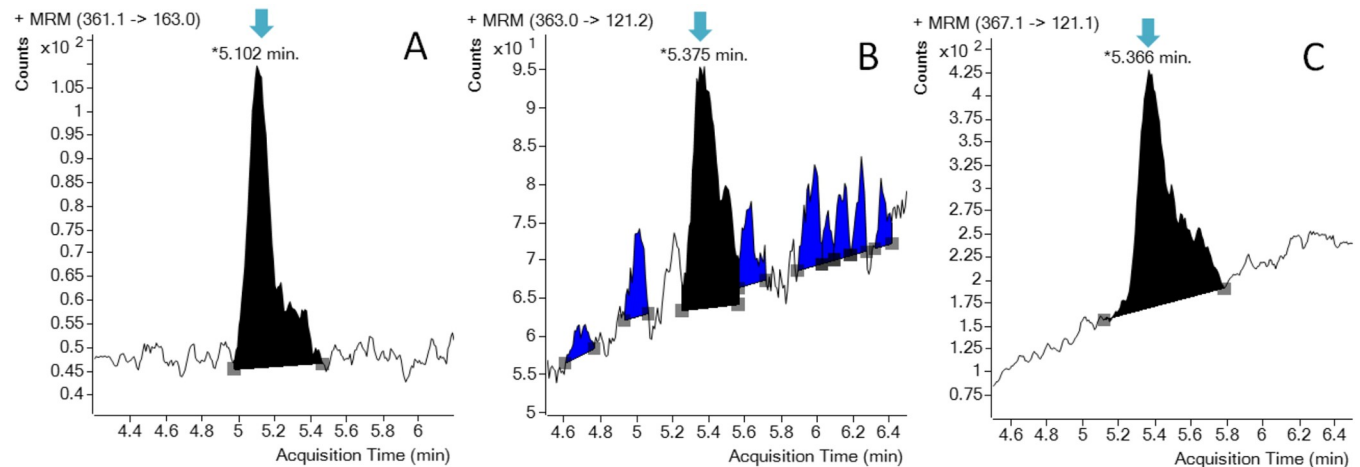 + MRM (361.1 -> 163.0)
A
Counts
x10 2
*5.102 min.
1.05
1
0.95
0.9
0.85
0.8
0.75
0.7
0.65
0.6
0.55
0.5
0.45
0.4
4.4 4.6 4.8 5 5.2 5.4 5.6 5.8 6
Acquisition Time (min)
+ MRM (363.0 -> 121.2)
B
Counts
x10 1
*5.375 min.
9.5
9
8.5
8
7.5
7
6.5
6
5.5
5
4.6 4.8 5 5.2 5.4 5.6 5.8 6 6.2 6.4
Acquisition Time (min)
+ MRM (367.1 -> 121.1)
C
Counts
x10 2
*5.366 min.
4.25
4
3.75
3.5
3.25
3
2.75
2.5
2.25
2
1.75
1.5
1.25
1
0.75
4.6 4.8 5 5.2 5.4 5.6 5.8 6 6.2 6.4
Acquisition Time (min)